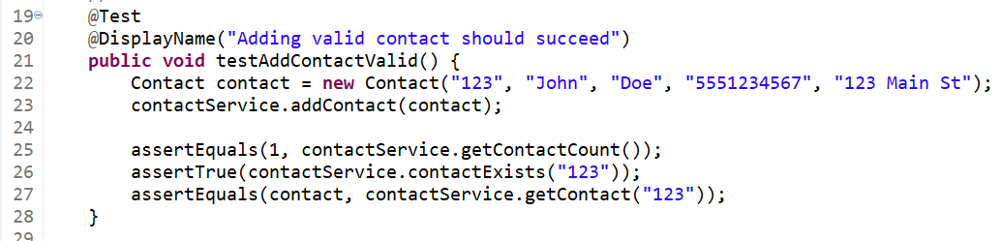 19 @Test
20 @DisplayName("Adding valid contact should succeed")
21 public void testAddContactValid() {
22 Contact contact = new Contact("123", "John", "Doe", "5551234567", "123 Main St");
23 contactService.addContact(contact);
24
25 assertEquals(1, contactService.getContactCount());
26 assertTrue(contactService.contactExists("123"));
27 assertEquals(contact, contactService.getContact("123"));
28 }
29